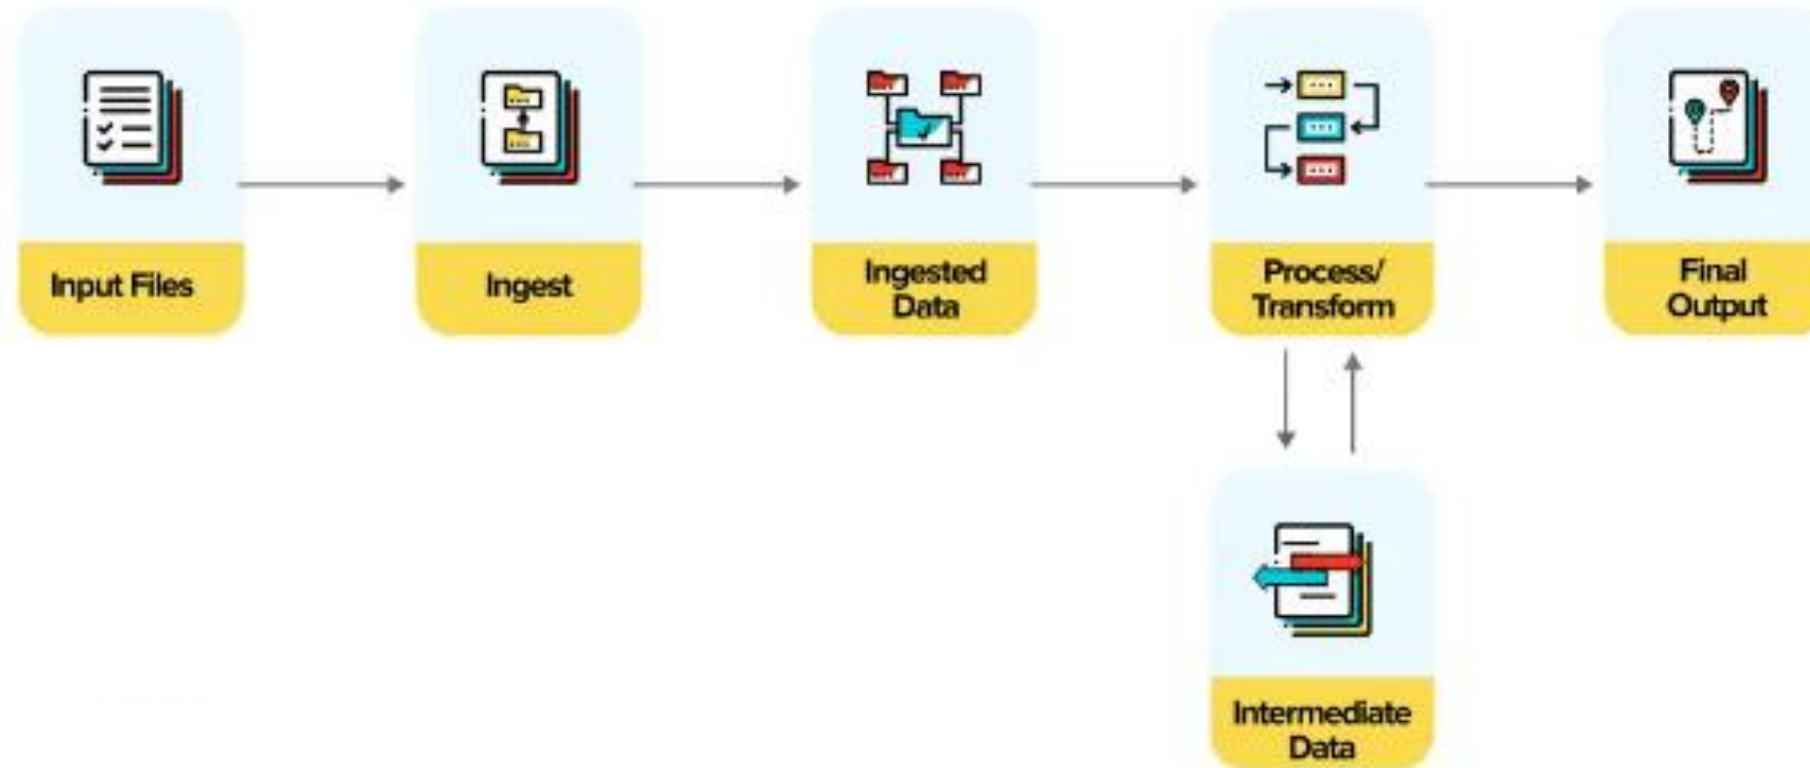 Input Files
Ingest
Ingested
Data
Process/
Transform
Final
Output
Intermediate
Data